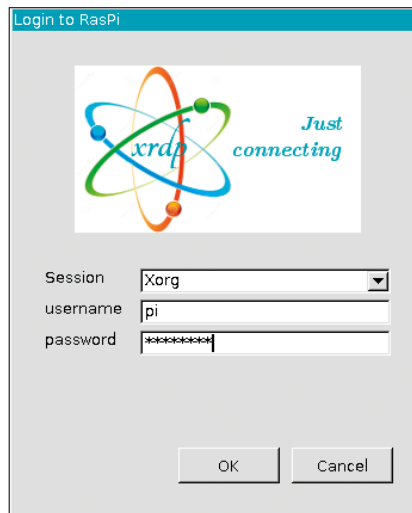 Login to RasPi
xrdp
Just
connecting
Session
Xorg
username
pi
password
********
OK
Cancel